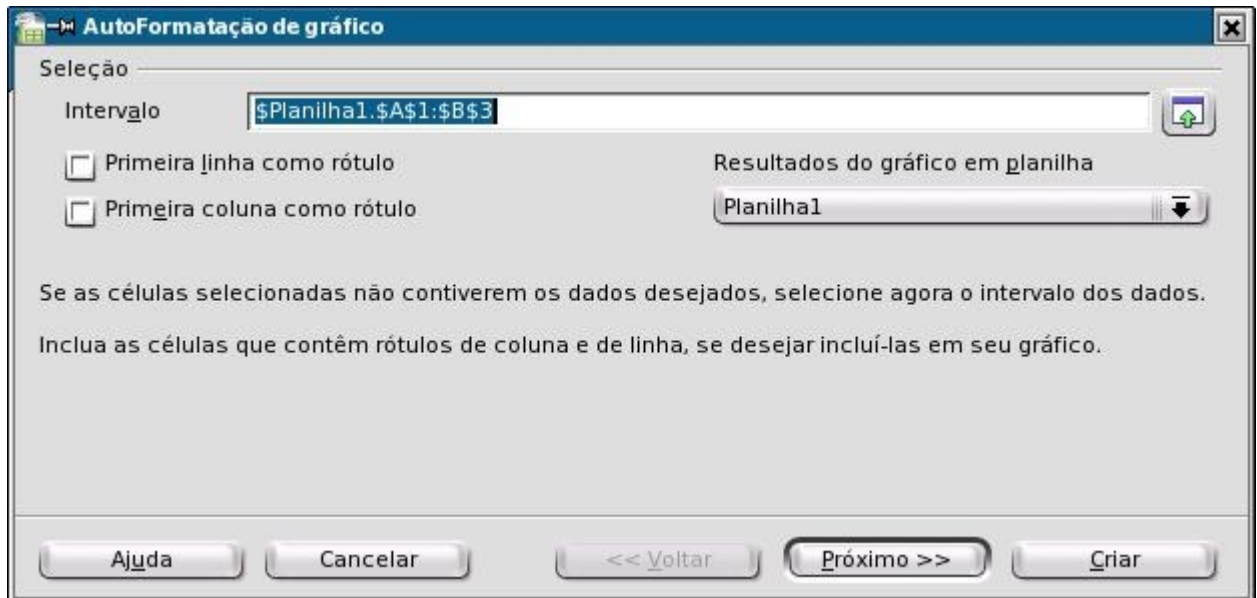 AutoFormatação de gráfico
Seleção
Intervalo $Planilha1.$A$1:$B$3
Primeira linha como rótulo
Resultados do gráfico em planilha
Primeira coluna como rótulo
Planilha1
Se as células selecionadas não contiverem os dados desejados, selecione agora o intervalo dos dados.
Inclua as células que contêm rótulos de coluna e de linha, se desejar incluí-las em seu gráfico.
Ajuda Cancelar << Voltar Próximo >> Criar